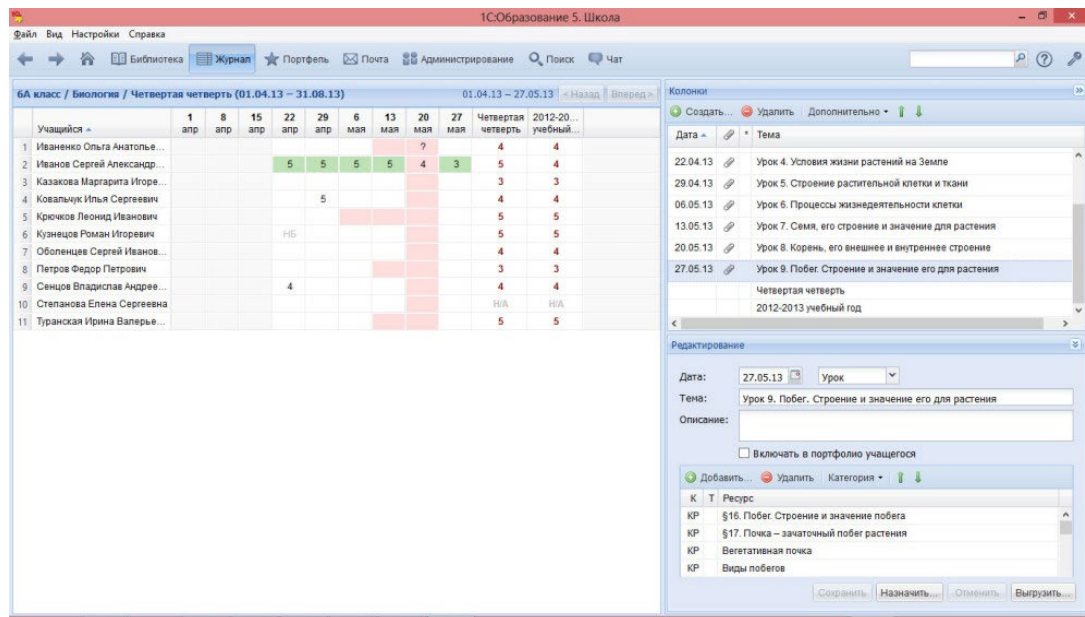 1С:Образование 5. Школа
Файл Вид Настройки Справка
Библиотека Журнал Портфель Почта Администрирование Поиск Чат
6А класс / Биология / Четвертая четверть (01.04.13 – 31.08.13) 01.04.13 – 27.05.13 < Назад Вперед >
Учащийся 1 апр 8 апр 15 апр 22 апр 29 апр 6 мая 13 мая 20 мая 27 мая Четвертая четверть 2012-20... учебный...
1 Иваненко Ольга Анатолье... ? 4 4
2 Иванов Сергей Александр... 5 5 5 5 4 3 5 4
3 Казакова Маргарита Игоре... 3 3
4 Ковальчук Илья Сергеевич 5 4 4
5 Крючков Леонид Иванович 5 5
6 Кузнецов Роман Игоревич НБ 5 5
7 Оболенцев Сергей Иванов... 4 4
8 Петров Федор Петрович 3 3
9 Сенцов Владислав Андрее... 4 4 4
10 Степанова Елена Сергеевна Н/А Н/А
11 Туранская Ирина Валерье... 5 5
Колонки
Создать... Удалить Дополнительно
Дата * Тема
22.04.13 Урок 4. Условия жизни растений на Земле
29.04.13 Урок 5. Строение растительной клетки и ткани
06.05.13 Урок 6. Процессы жизнедеятельности клетки
13.05.13 Урок 7. Семя, его строение и значение для растения
20.05.13 Урок 8. Корень, его внешнее и внутреннее строение
27.05.13 Урок 9. Побег. Строение и значение его для растения
Четвертая четверть
2012-2013 учебный год
Редактирование
Дата: 27.05.13 Урок
Тема: Урок 9. Побег. Строение и значение его для растения
Описание:
Включать в портфолио учащегося
Добавить... Удалить Категория
К Т Ресурс
КР §16. Побег. Строение и значение побега
КР §17. Почка – зачаточный побег растения
КР Вегетативная почка
КР Виды побегов
Сохранить Назначить... Отменить Выгрузить...